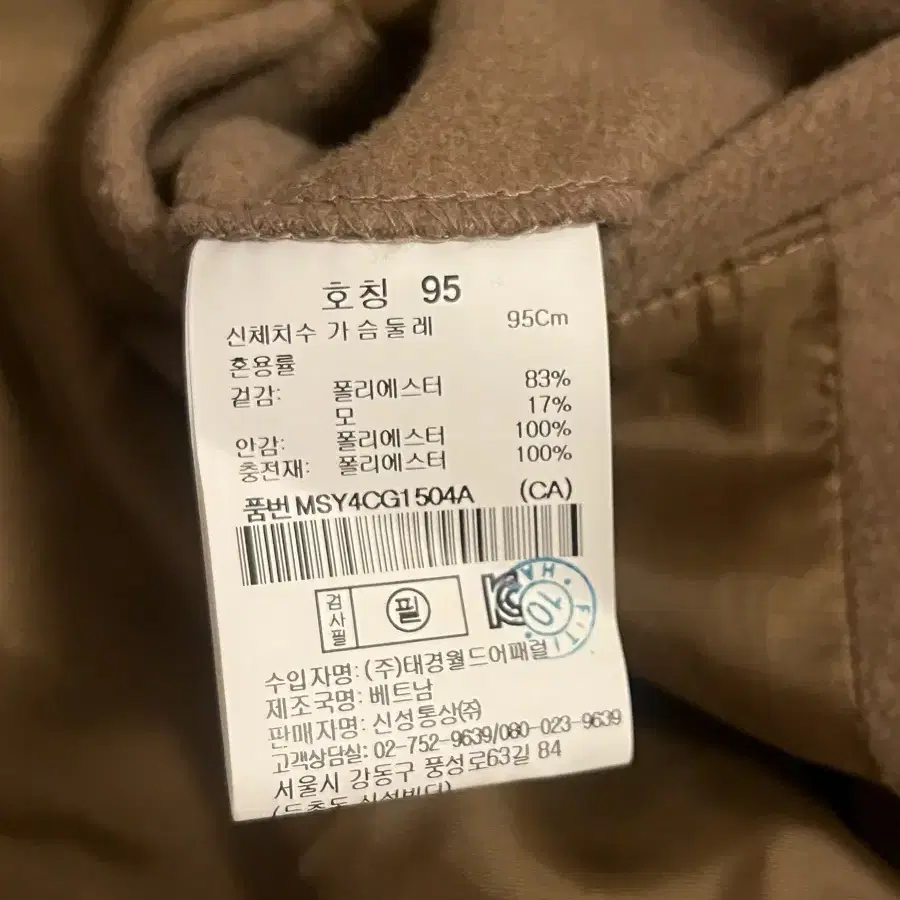 호칭 95
신체치수 가슴둘레 95Cm
혼용률
겉감: 폴리에스터 83%
모 17%
안감: 폴리에스터 100%
충전재: 폴리에스터 100%
품번 MSY4CG1504A (CA)
검사필 필
KC
HA 10 FITI
수입자명: (주)태경월드어패럴
제조국명: 베트남
판매자명: 신성통상㈜
고객상담실: 02-752-9639/080-023-9639
서울시 강동구 풍성로63길 84